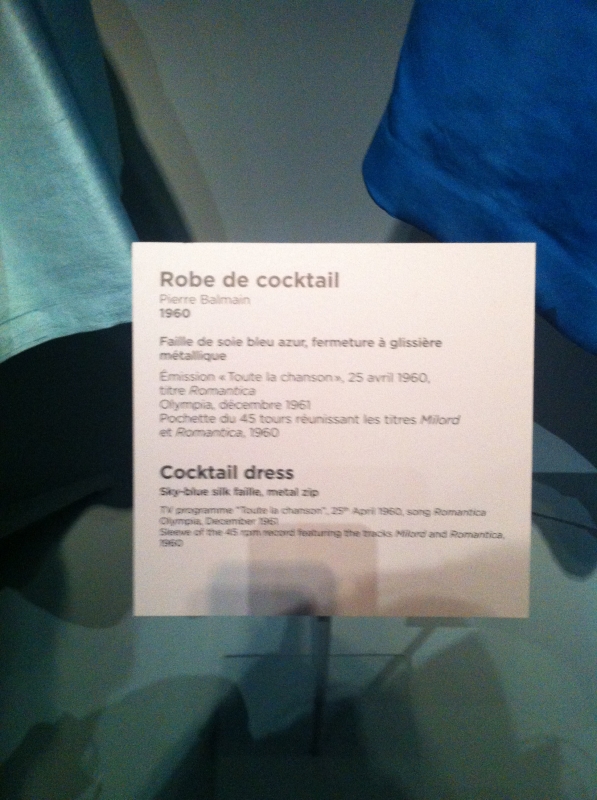 Robe de cocktail
Pierre Balmain
1960
Faille de soie bleu azur, fermeture à glissière
métallique
Émission « Toute la chanson », 25 avril 1960,
titre Romantica
Olympia, décembre 1961
Pochette du 45 tours réunissant les titres Milord
et Romantica, 1960
Cocktail dress
Sky-blue silk faille, metal zip
TV programme "Toute la chanson", 25th April 1960, song Romantica
Olympia, December 1961
Sleeve of the 45 rpm record featuring the tracks Milord and Romantica,
1960